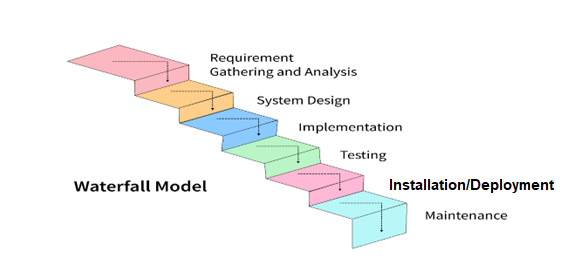 Requirement
Gathering and Analysis
System Design
Implementation
Testing
Installation/Deployment
Waterfall Model
Maintenance